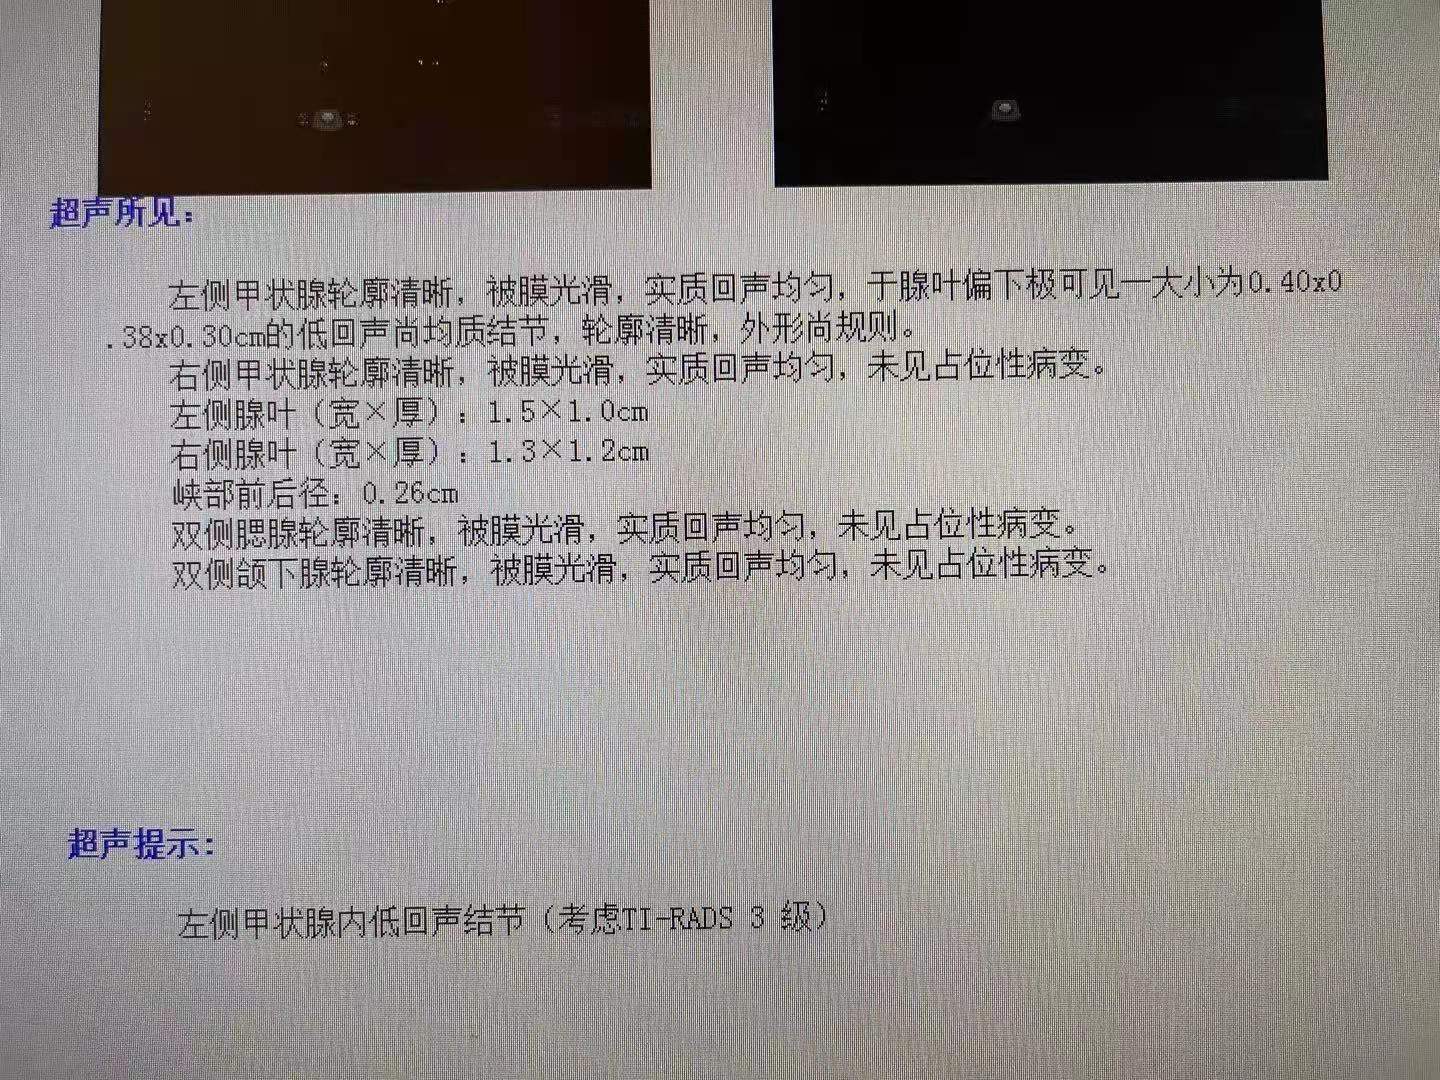 超声所见：
左侧甲状腺轮廓清晰，被膜光滑，实质回声均匀，于腺叶偏下极可见一大小为0.40x0
.38x0.30cm的低回声尚均质结节，轮廓清晰，外形尚规则。
右侧甲状腺轮廓清晰，被膜光滑，实质回声均匀，未见占位性病变。
左侧腺叶（宽×厚）：1.5×1.0cm
右侧腺叶（宽×厚）：1.3×1.2cm
峡部前后径：0.26cm
双侧腮腺轮廓清晰，被膜光滑，实质回声均匀，未见占位性病变。
双侧颌下腺轮廓清晰，被膜光滑，实质回声均匀，未见占位性病变。
超声提示：
左侧甲状腺内低回声结节（考虑TI-RADS 3 级）